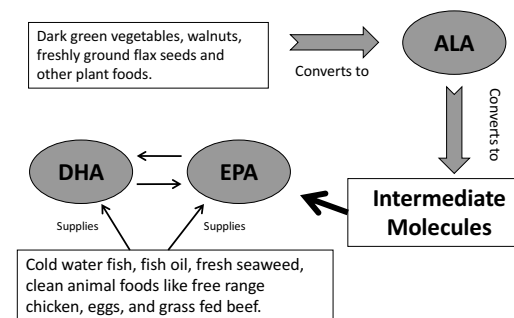 Dark green vegetables, walnuts,
freshly ground flax seeds and
other plant foods.
Converts to
ALA
Converts to
Intermediate
Molecules
EPA
DHA
Supplies
Supplies
Cold water fish, fish oil, fresh seaweed,
clean animal foods like free range
chicken, eggs, and grass fed beef.